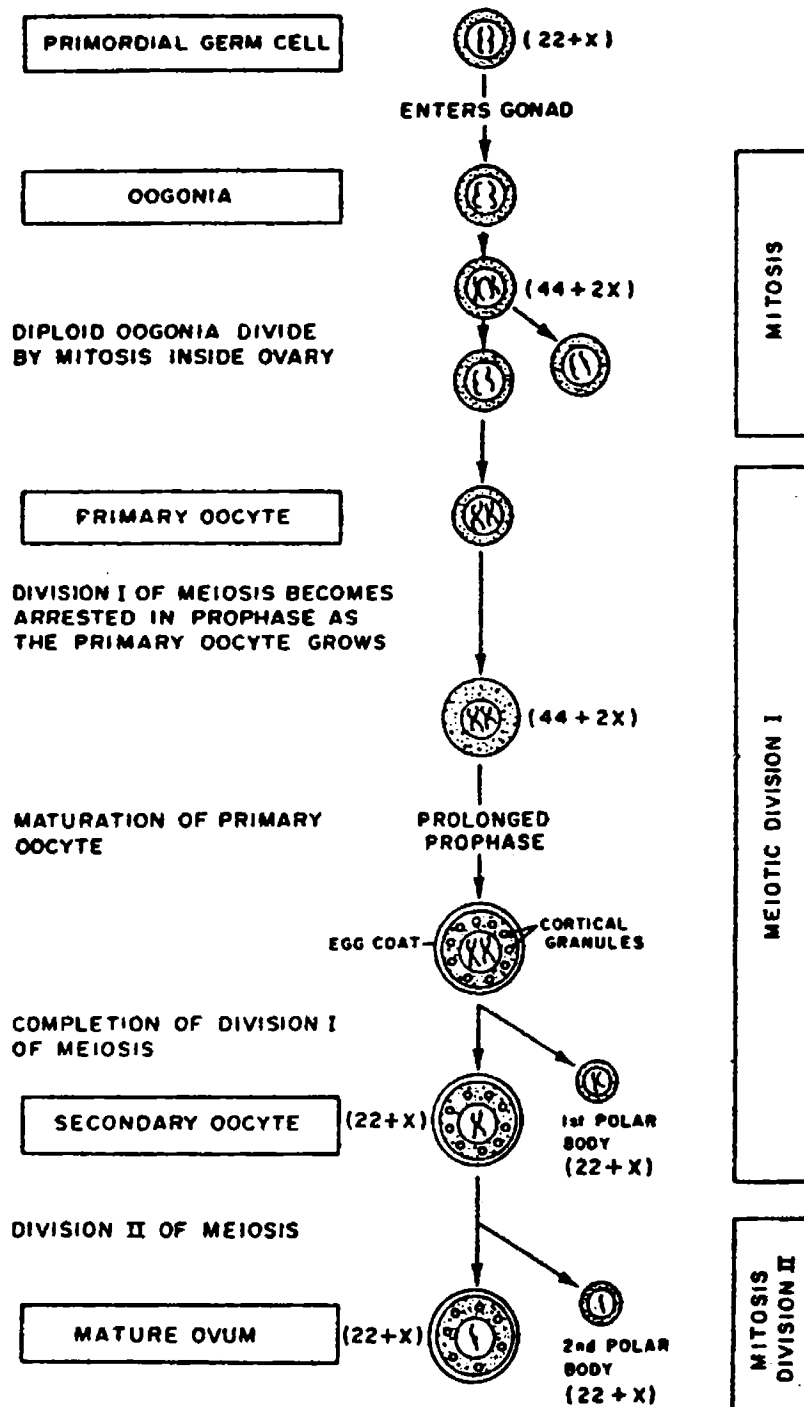 PRIMORDIAL GERM CELL
(22+X)
ENTERS GONAD
OOGONIA
(44+2X)
DIPLOID OOGONIA DIVIDE
BY MITOSIS INSIDE OVARY
MITOSIS
PRIMARY OOCYTE
DIVISION I OF MEIOSIS BECOMES
ARRESTED IN PROPHASE AS
THE PRIMARY OOCYTE GROWS
(44+2X)
MEIOTIC DIVISION I
MATURATION OF PRIMARY
OOCYTE
PROLONGED
PROPHASE
EGG COAT
CORTICAL
GRANULES
COMPLETION OF DIVISION I
OF MEIOSIS
SECONDARY OOCYTE
(22+X)
1st POLAR
BODY
(22+X)
DIVISION II OF MEIOSIS
MATURE OVUM
(22+X)
2nd POLAR
BODY
(22+X)
MITOSIS
DIVISION II